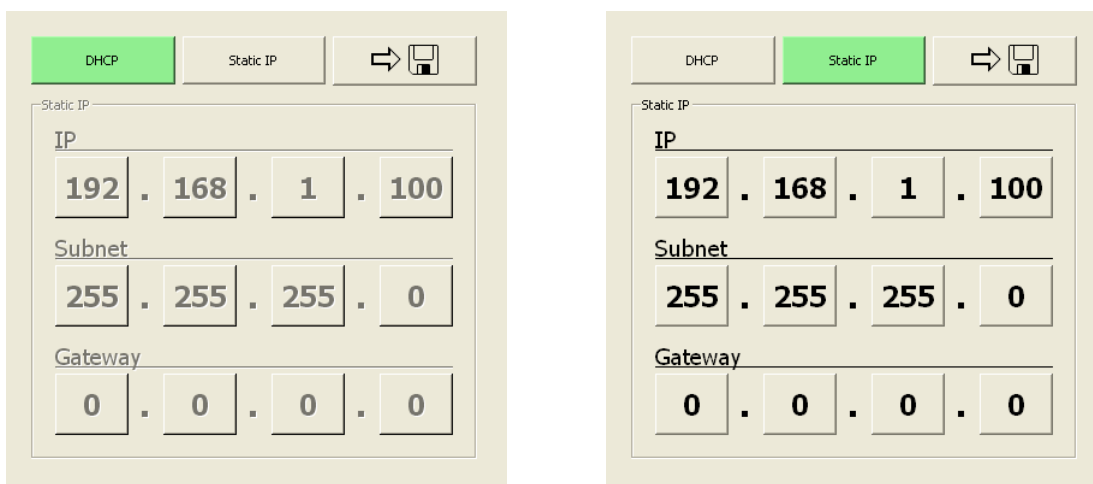 DHCP Static IP
Static IP
IP
192 . 168 . 1 . 100
Subnet
255 . 255 . 255 . 0
Gateway
0 . 0 . 0 . 0
DHCP Static IP
Static IP
IP
192 . 168 . 1 . 100
Subnet
255 . 255 . 255 . 0
Gateway
0 . 0 . 0 . 0